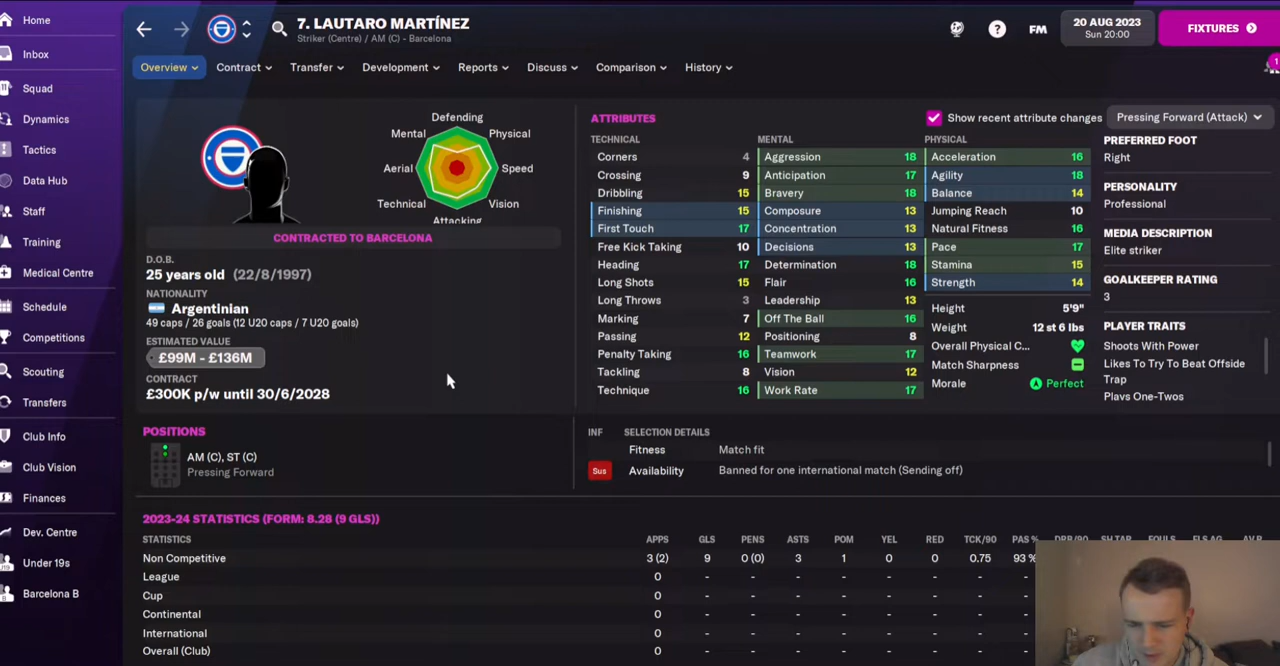 Home
Inbox
Squad
Dynamics
Tactics
Data Hub
Staff
Training
Medical Centre
Schedule
Competitions
Scouting
Transfers
Club Info
Club Vision
Finances
Dev. Centre
Under 19s
Barcelona B
7. LAUTARO MARTÍNEZ
Striker (Centre) / AM (C) - Barcelona
?
FM
20 AUG 2023
Sun 20:00
FIXTURES
1
Overview Contract Transfer Development Reports Discuss Comparison History
Defending
Mental Physical
Aerial Speed
Technical Vision
Attacking
CONTRACTED TO BARCELONA
D.O.B.
25 years old (22/8/1997)
NATIONALITY
Argentinian
49 caps / 26 goals (12 U20 caps / 7 U20 goals)
ESTIMATED VALUE
£99M - £136M
CONTRACT
£300K p/w until 30/6/2028
POSITIONS
AM (C), ST (C)
Pressing Forward
ATTRIBUTES
Show recent attribute changes
Pressing Forward (Attack)
TECHNICAL
Corners 4
Crossing 9
Dribbling 15
Finishing 15
First Touch 17
Free Kick Taking 10
Heading 17
Long Shots 15
Long Throws 3
Marking 7
Passing 12
Penalty Taking 16
Tackling 8
Technique 16
MENTAL
Aggression 18
Anticipation 17
Bravery 18
Composure 13
Concentration 13
Decisions 13
Determination 18
Flair 16
Leadership 13
Off The Ball 16
Positioning 8
Teamwork 17
Vision 12
Work Rate 17
PHYSICAL
Acceleration 16
Agility 18
Balance 14
Jumping Reach 10
Natural Fitness 16
Pace 17
Stamina 15
Strength 14
Height 5'9"
Weight 12 st 6 lbs
Overall Physical C...
Match Sharpness
Morale Perfect
PREFERRED FOOT
Right
PERSONALITY
Professional
MEDIA DESCRIPTION
Elite striker
GOALKEEPER RATING
3
PLAYER TRAITS
Shoots With Power
Likes To Try To Beat Offside
Trap
Plays One-Twos
INF SELECTION DETAILS
Fitness Match fit
Sus Availability Banned for one international match (Sending off)
2023-24 STATISTICS (FORM: 8.28 (9 GLS))
STATISTICS APPS GLS PENS ASTS POM YEL RED TCK/90 PAS % DRB/90 SH TAR FOULS FLS AG AV R
Non Competitive 3 (2) 9 0 (0) 3 1 0 0 0.75 93 %
League 0 - - - - - - - -
Cup 0 - - - - - - - -
Continental 0 - - - - - - - -
International 0 - - - - - - - -
Overall (Club) 0 - - - - - - - -